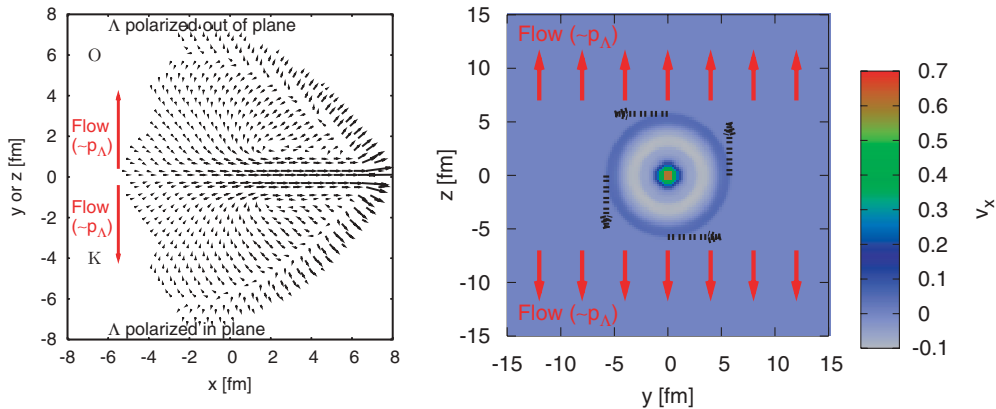 Λ polarized out of plane
O
Flow
(~pΛ)
Flow
(~pΛ)
K
Λ polarized in plane
8
6
4
2
0
-2
-4
-6
-8
y or z [fm]
-8 -6 -4 -2 0 2 4 6 8
x [fm]
Flow (~pΛ)
Flow (~pΛ)
15
10
5
0
-5
-10
-15
z [fm]
-15 -10 -5 0 5 10 15
y [fm]
0.7
0.6
0.5
0.4
0.3
0.2
0.1
0
-0.1
vx